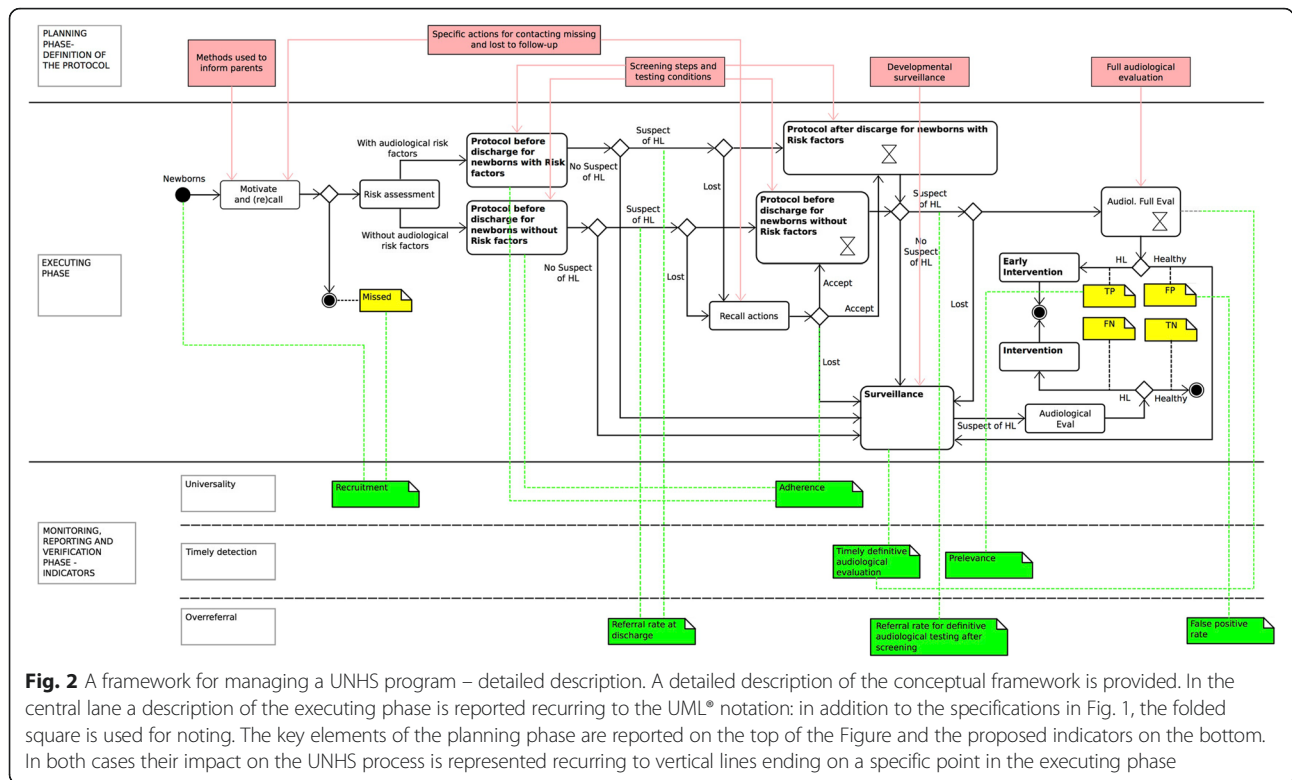 PLANNING
PHASE-
DEFINITION OF
THE PROTOCOL
Methods used to
inform parents
Specific actions for contacting missing
and lost to follow-up
Screening steps and
testing conditions
Developmental
surveillance
Full audiological
evaluation
EXECUTING
PHASE
Newborns
Motivate
and (re)call
With audiological risk
factors
Risk assessment
Without audiological
risk factors
Missed
Protocol before
discharge for
newborns with Risk
factors
Protocol before
discharge for
newborns without
Risk factors
Suspect
of HL
No Suspect
of HL
Suspect
of HL
No Suspect
of HL
Lost
Lost
Protocol after discarge for newborns with
Risk factors
Protocol before
discharge for
newborns without
Risk factors
Accept
Accept
Recall actions
Lost
Suspect
of HL
No
Suspect
of HL
Lost
Surveillance
Suspect of HL
Audiological
Eval
Audiol. Full Eval
HL
Healthy
Early
Intervention
TP
FP
FN
TN
Intervention
HL
Healthy
MONITORING,
REPORTING AND
VERIFICATION
PHASE -
INDICATORS
Universality
Recruitment
Adherence
Timely detection
Timely definitive
audiological
evaluation
Prelevance
Overreferral
Referral rate at
discharge
Referral rate for definitive
audiological testing after
screening
False positive
rate
Fig. 2 A framework for managing a UNHS program – detailed description. A detailed description of the conceptual framework is provided. In the
central lane a description of the executing phase is reported recurring to the UML® notation: in addition to the specifications in Fig. 1, the folded
square is used for noting. The key elements of the planning phase are reported on the top of the Figure and the proposed indicators on the bottom.
In both cases their impact on the UNHS process is represented recurring to vertical lines ending on a specific point in the executing phase